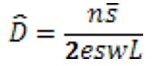 D̂ = ns̄ / 2eswL